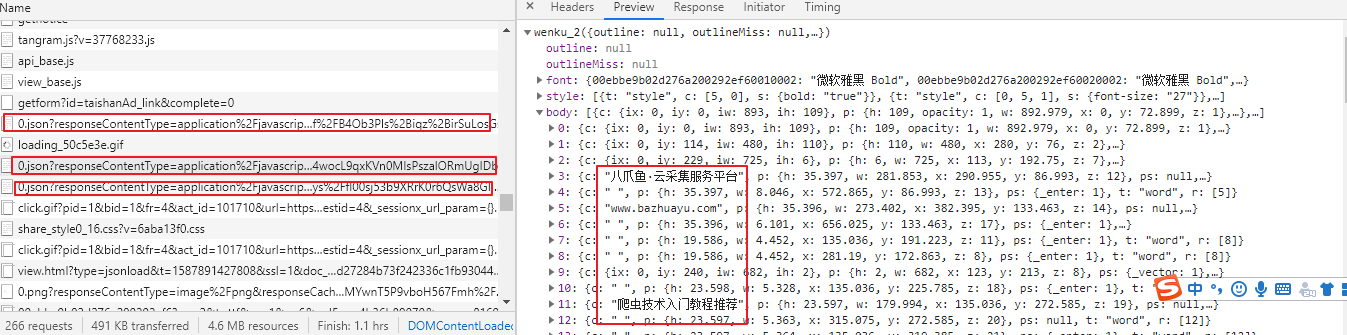 Name
getnotice
tangram.js?v=37768233.js
api_base.js
view_base.js
getform?id=taishanAd_link&complete=0
0.json?responseContentType=application%2Fjavascrip...f%2FB4Ob3PIs%2Biqz%2BirSuLosG
loading_50c5e3e.gif
0.json?responseContentType=application%2Fjavascrip...4wocL9qxKVn0MIsPszaIORmUgIDb
0.json?responseContentType=application%2Fjavascrip...ys%2Ffl00sj53b9XRrK0r6QsWa8GI
click.gif?pid=1&bid=1&fr=4&act_id=101710&url=https...estid=4&_sessionx_url_param={}.
share_style0_16.css?v=6aba13f0.css
click.gif?pid=1&bid=1&fr=4&act_id=101710&url=https...estid=4&_sessionx_url_param={}.
view.html?type=jsonload&t=1587891427808&ssl=1&doc_...d27284b73f242336c1fb93044
0.png?responseContentType=image%2Fpng&responseCach...MYwnT5P9vboH567Fm%2F
266 requests 491 KB transferred 4.6 MB resources Finish: 1.1 hrs DOMContentLoade
× Headers Preview Response Initiator Timing
▼wenku_2({outline: null, outlineMiss: null,…})
outline: null
outlineMiss: null
▶font: {00ebbe9b02d276a200292ef60010002: "微软雅黑 Bold", 00ebbe9b02d276a200292ef60020002: "微软雅黑 Bold",…}
▶style: [{t: "style", c: [5, 0], s: {bold: "true"}}, {t: "style", c: [0, 5, 1], s: {font-size: "27"}},…]
▼body: [{c: {ix: 0, iy: 0, iw: 893, ih: 109}, p: {h: 109, opacity: 1, w: 892.979, x: 0, y: 72.899, z: 1},…},…]
▶0: {c: {ix: 0, iy: 0, iw: 893, ih: 109}, p: {h: 109, opacity: 1, w: 892.979, x: 0, y: 72.899, z: 1},…}
▶1: {c: {ix: 0, iy: 114, iw: 480, ih: 110}, p: {h: 110, w: 480, x: 280, y: 76, z: 2},…}
▶2: {c: {ix: 0, iy: 229, iw: 725, ih: 6}, p: {h: 6, w: 725, x: 113, y: 192.75, z: 7},…}
▶3: {c: "八爪鱼·云采集服务平台", p: {h: 35.397, w: 281.853, x: 290.955, y: 86.993, z: 12}, ps: null,…}
▶4: {c: " ", p: {h: 35.397, w: 8.046, x: 572.865, y: 86.993, z: 13}, ps: {_enter: 1}, t: "word", r: [5]}
▶5: {c: "www.bazhuayu.com", p: {h: 35.396, w: 273.402, x: 382.395, y: 133.463, z: 14}, ps: null,…}
▶6: {c: " ", p: {h: 35.396, w: 6.101, x: 656.025, y: 133.463, z: 17}, ps: {_enter: 1},…}
▶7: {c: " ", p: {h: 19.586, w: 4.452, x: 135.036, y: 191.223, z: 11}, ps: {_enter: 1}, t: "word", r: [8]}
▶8: {c: " ", p: {h: 19.586, w: 4.452, x: 281.19, y: 172.863, z: 8}, ps: {_enter: 1}, t: "word", r: [8]}
▶9: {c: {ix: 0, iy: 240, iw: 682, ih: 2}, p: {h: 2, w: 682, x: 123, y: 213, z: 8}, ps: {_vector: 1},…}
▶10: {c: " ", p: {h: 23.598, w: 5.328, x: 135.036, y: 225.785, z: 18}, ps: {_enter: 1},
▶11: {c: "爬虫技术入门教程推荐", p: {h: 23.597, w: 179.994, x: 135.036, y: 272.585, z: 19}, ps: null,…}
▶12: {c: " ", p: {h: 23.597, w: 5.363, x: 315.075, y: 272.585, z: 20}, ps: null, t: "word", r: [12]}
中